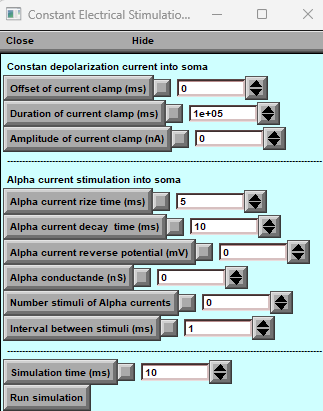 Constant Electrical Stimulatio...
Close Hide
Constan depolarization current into soma
Offset of current clamp (ms) 0
Duration of current clamp (ms) 1e+05
Amplitude of current clamp (nA) 0
Alpha current stimulation into soma
Alpha current rize time (ms) 5
Alpha current decay time (ms) 10
Alpha current reverse potential (mV) 0
Alpha conductande (nS) 0
Number stimuli of Alpha currents 0
Interval between stimuli (ms) 1
Simulation time (ms) 10
Run simulation